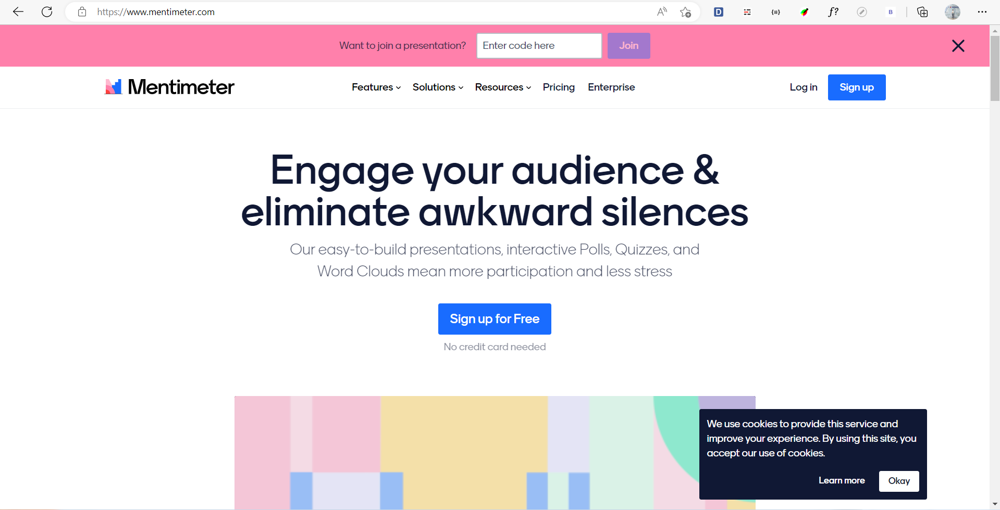 https://www.mentimeter.com
Want to join a presentation? Enter code here Join
Mentimeter Features Solutions Resources Pricing Enterprise Log in Sign up
Engage your audience &
eliminate awkward silences
Our easy-to-build presentations, interactive Polls, Quizzes, and
Word Clouds mean more participation and less stress
Sign up for Free
No credit card needed
We use cookies to provide this service and
improve your experience. By using this site, you
accept our use of cookies.
Learn more Okay